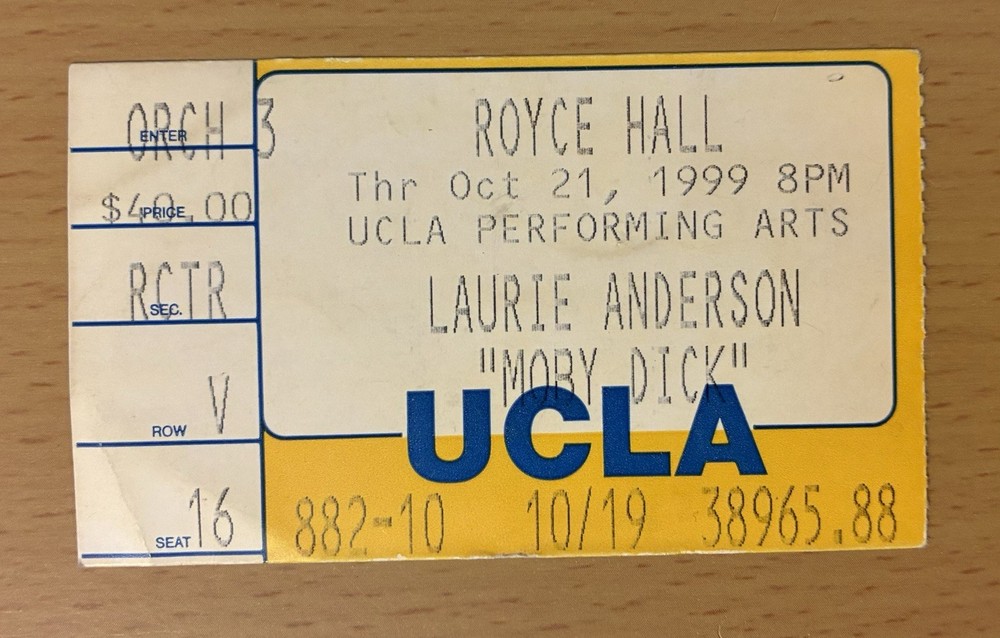 ORCH 3
ENTER
$40.00
PRICE
RCTR
SEC.
V
ROW
16
SEAT
ROYCE HALL
Thr Oct 21, 1999 8PM
UCLA PERFORMING ARTS
LAURIE ANDERSON
"MOBY DICK"
UCLA
882-10 10/19 38965.88